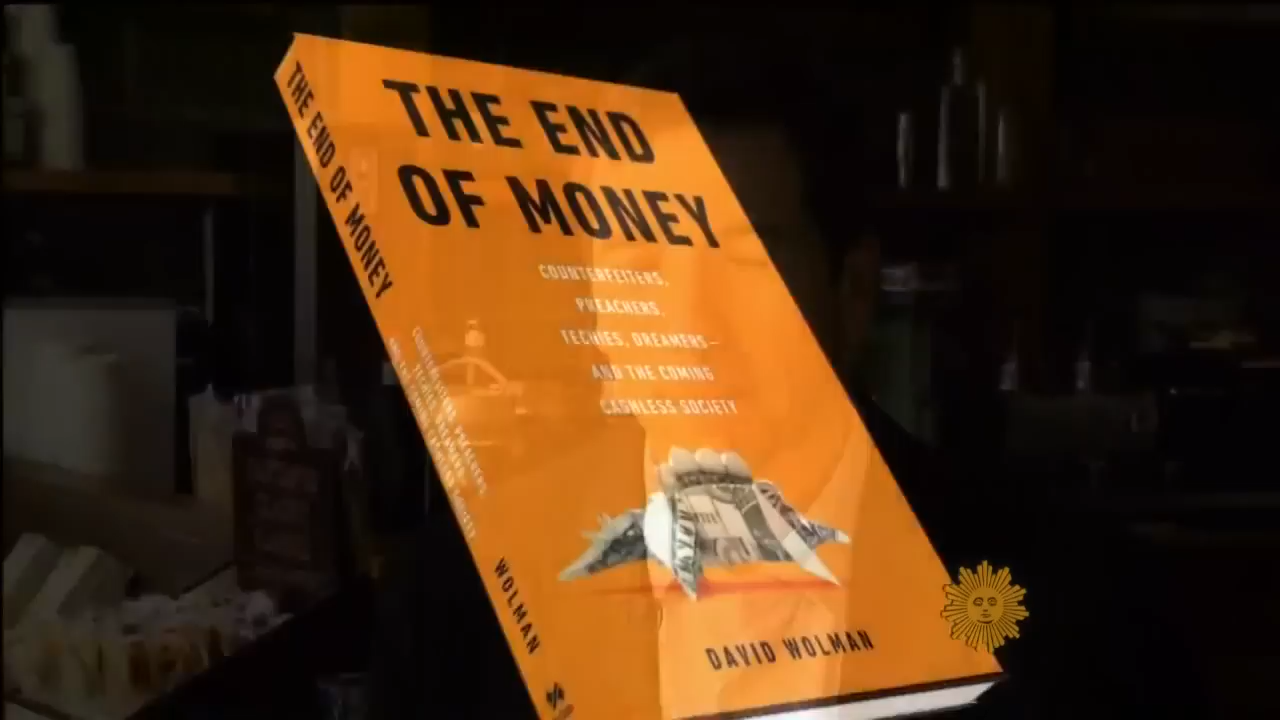 THE END
OF MONEY
COUNTERFEITERS,
PREACHERS,
TECHIES, DREAMERS—
AND THE COMING
CASHLESS SOCIETY
DAVID WOLMAN
THE END OF MONEY
WOLMAN